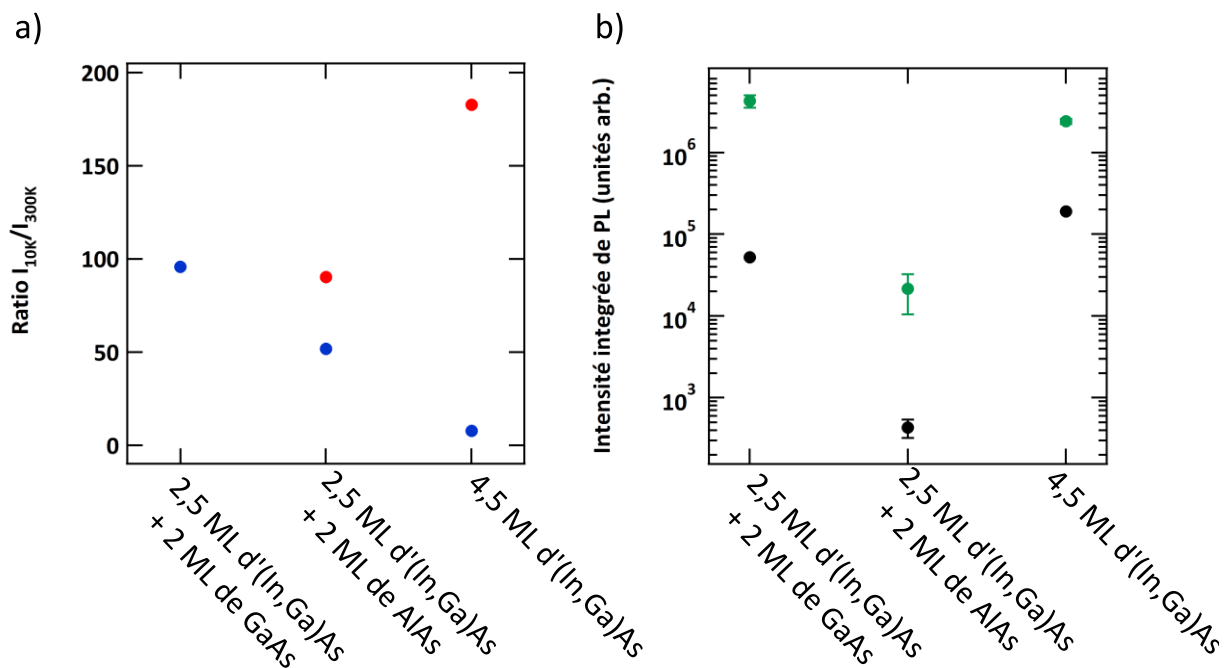 a)
Ratio I10K/I300K
200
150
100
50
0
2,5 ML d'(In,Ga)As
+ 2 ML de GaAs
2,5 ML d'(In,Ga)As
+ 2 ML de AlAs
4,5 ML d'(In,Ga)As
b)
Intensité integrée de PL (unités arb.)
10^6
10^5
10^4
10^3
2,5 ML d'(In,Ga)As
+ 2 ML de GaAs
2,5 ML d'(In,Ga)As
+ 2 ML de AlAs
4,5 ML d'(In,Ga)As